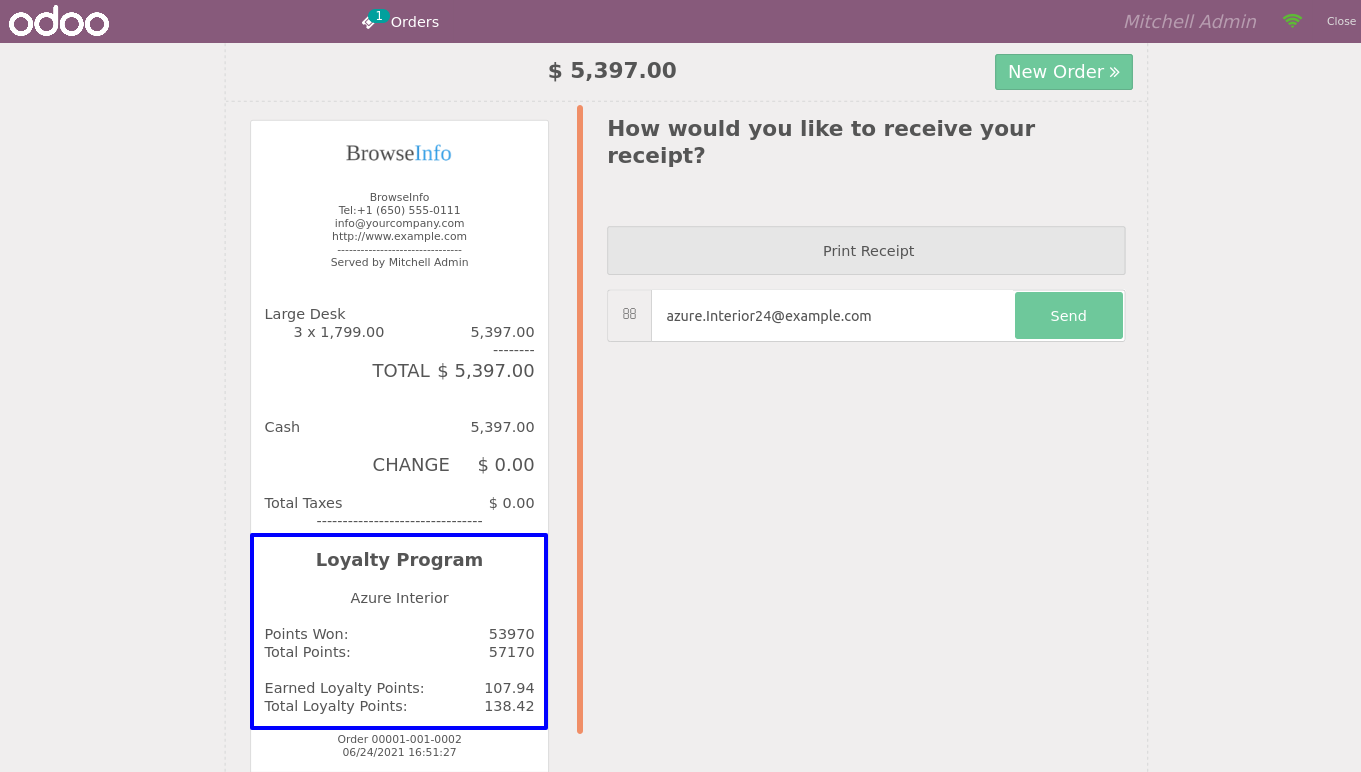 odoo
1
Orders
Mitchell Admin
Close
$ 5,397.00
New Order »
BrowseInfo
BrowseInfo
Tel:+1 (650) 555-0111
info@yourcompany.com
http://www.example.com
--------------------------------
Served by Mitchell Admin
Large Desk
3 x 1,799.00 5,397.00
--------
TOTAL $ 5,397.00
Cash 5,397.00
CHANGE $ 0.00
Total Taxes $ 0.00
--------------------------------
Loyalty Program
Azure Interior
Points Won: 53970
Total Points: 57170
Earned Loyalty Points: 107.94
Total Loyalty Points: 138.42
Order 00001-001-0002
06/24/2021 16:51:27
How would you like to receive your
receipt?
Print Receipt
azure.Interior24@example.com
Send